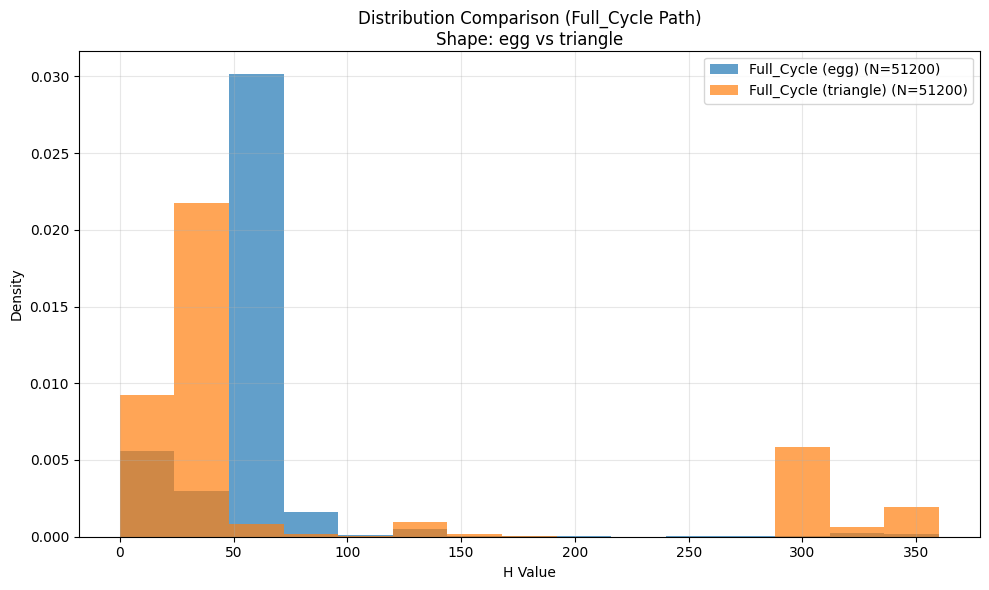 Distribution Comparison (Full_Cycle Path)
Shape: egg vs triangle
Full_Cycle (egg) (N=51200)
Full_Cycle (triangle) (N=51200)
Density
0.030
0.025
0.020
0.015
0.010
0.005
0.000
0 50 100 150 200 250 300 350
H Value